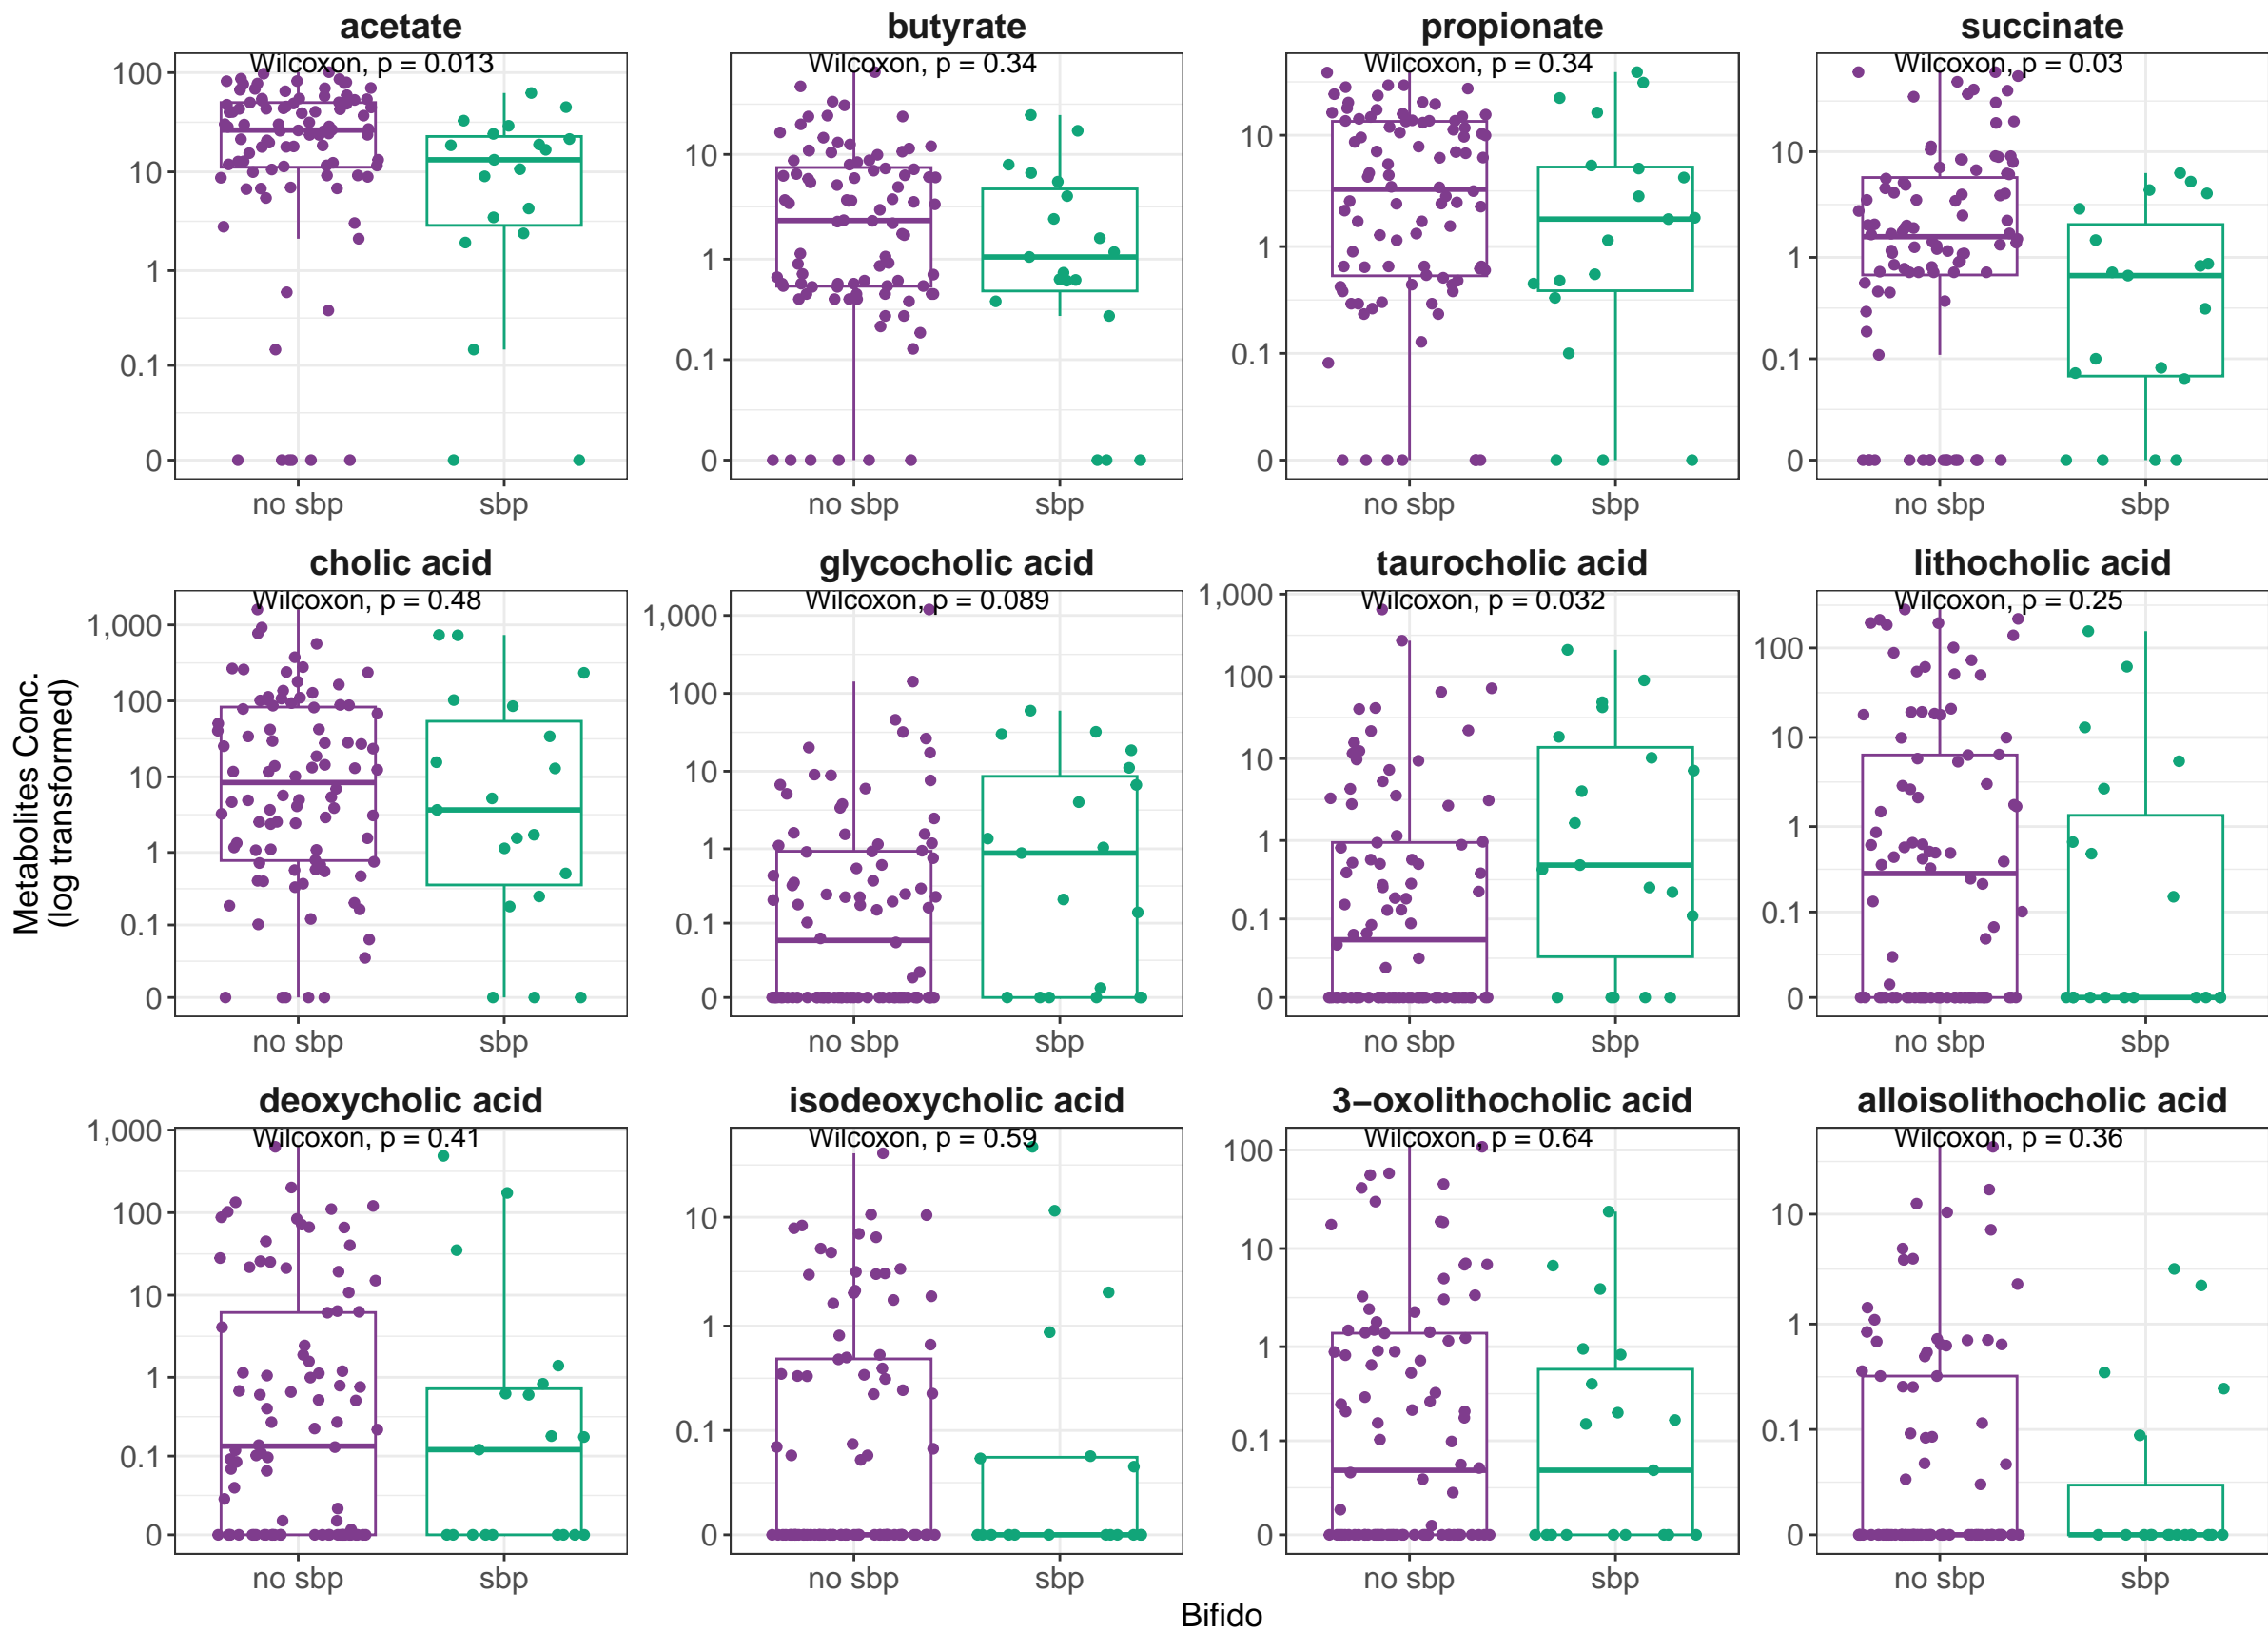 acetate
butyrate
propionate
succinate
Wilcoxon, p = 0.013
Wilcoxon, p = 0.34
Wilcoxon, p = 0.34
Wilcoxon, p = 0.03
100
10
1
0.1
0
10
1
0.1
0
10
1
0.1
0
10
1
0.1
0
no sbp
sbp
no sbp
sbp
no sbp
sbp
no sbp
sbp
cholic acid
glycocholic acid
taurocholic acid
lithocholic acid
Wilcoxon, p = 0.48
Wilcoxon, p = 0.089
Wilcoxon, p = 0.032
Wilcoxon, p = 0.25
Metabolites Conc.
(log transformed)
1,000
100
10
1
0.1
0
1,000
100
10
1
0.1
0
1,000
100
10
1
0.1
0
100
10
1
0.1
0
no sbp
sbp
no sbp
sbp
no sbp
sbp
no sbp
sbp
deoxycholic acid
isodeoxycholic acid
3−oxolithocholic acid
alloisolithocholic acid
Wilcoxon, p = 0.41
Wilcoxon, p = 0.59
Wilcoxon, p = 0.64
Wilcoxon, p = 0.36
1,000
100
10
1
0.1
0
10
1
0.1
0
100
10
1
0.1
0
10
1
0.1
0
no sbp
sbp
no sbp
sbp
no sbp
sbp
no sbp
sbp
Bifido